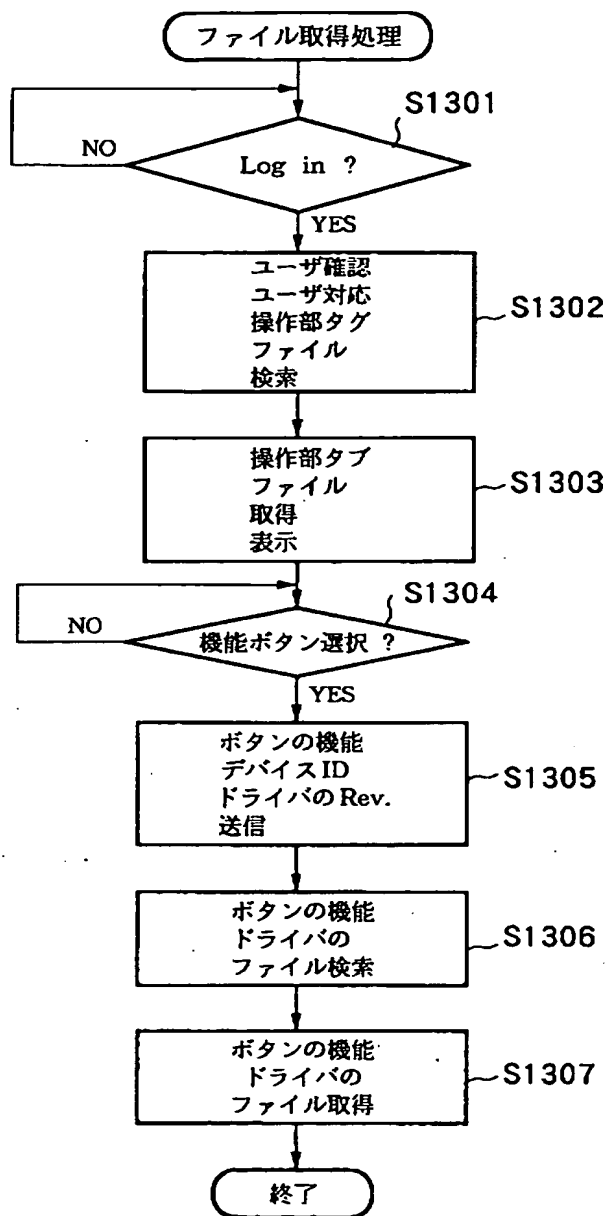 ファイル取得処理
S1301
NO
Log in ?
YES
ユーザ確認
ユーザ対応
操作部タグ
ファイル
検索
S1302
操作部タブ
ファイル
取得
表示
S1303
S1304
NO
機能ボタン選択 ?
YES
ボタンの機能
デバイスID
ドライバのRev.
送信
S1305
ボタンの機能
ドライバの
ファイル検索
S1306
ボタンの機能
ドライバの
ファイル取得
S1307
終了